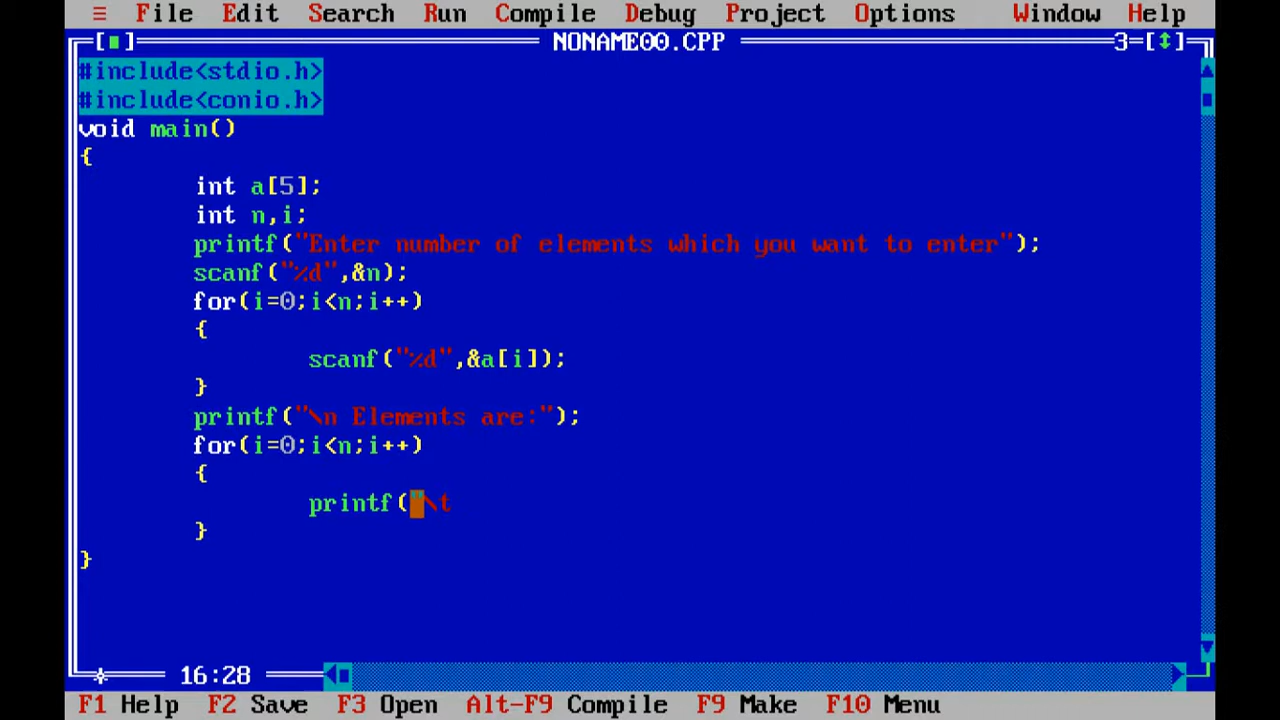 ≡ File Edit Search Run Compile Debug Project Options Window Help
[■] NONAME00.CPP 3=[↕]
#include<stdio.h>
#include<conio.h>
void main()
{
int a[5];
int n,i;
printf("Enter number of elements which you want to enter");
scanf("%d",&n);
for(i=0;i<n;i++)
{
scanf("%d",&a[i]);
}
printf("\n Elements are:");
for(i=0;i<n;i++)
{
printf("\t
}
}
16:28
F1 Help F2 Save F3 Open Alt-F9 Compile F9 Make F10 Menu